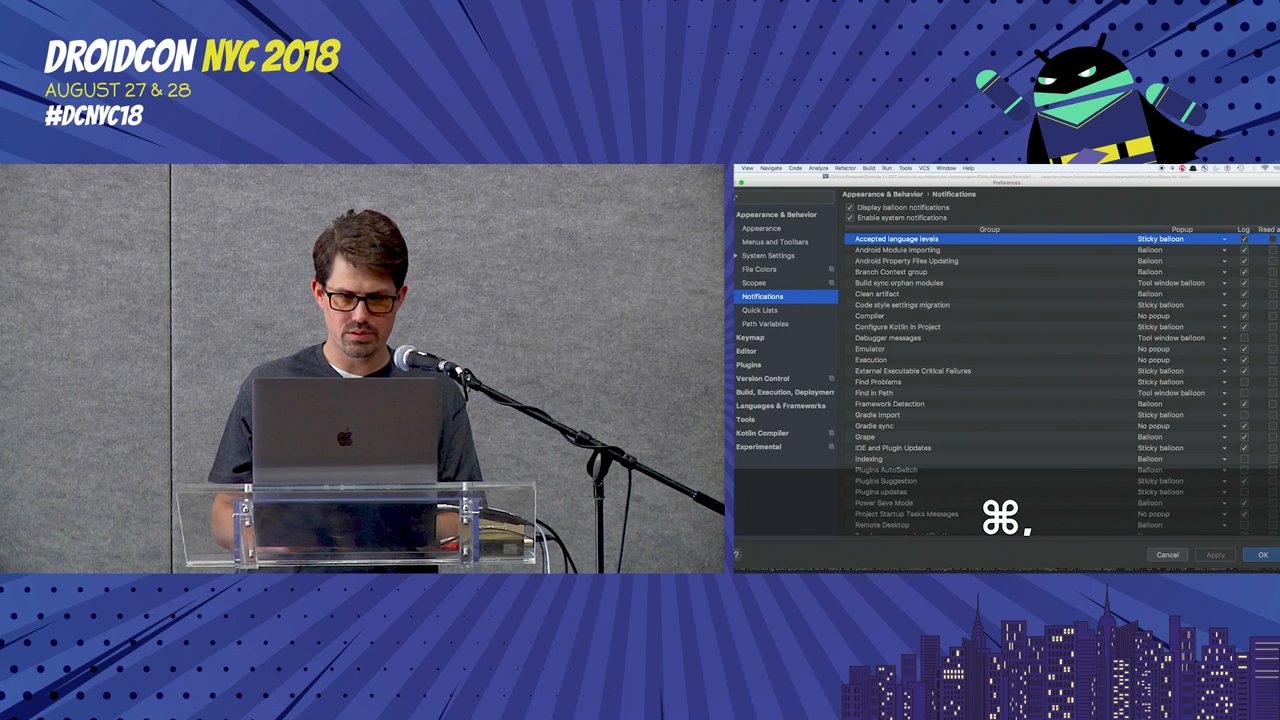 DROIDCON NYC 2018
AUGUST 27 & 28
#DCNYC18
View Navigate Code Analyze Refactor Build Run Tools VCS Window Help
Preferences
Appearance & Behavior › Notifications
Display balloon notifications
Enable system notifications
Appearance & Behavior
Appearance
Menus and Toolbars
System Settings
File Colors
Scopes
Notifications
Quick Lists
Path Variables
Keymap
Editor
Plugins
Version Control
Build, Execution, Deploymen
Languages & Frameworks
Tools
Kotlin Compiler
Experimental
Group Popup Log Read a
Accepted language levels Sticky balloon
Android Module Importing Balloon
Android Property Files Updating Balloon
Branch Context group Balloon
Build sync orphan modules Tool window balloon
Clean artifact Balloon
Code style settings migration Sticky balloon
Compiler No popup
Configure Kotlin in Project Sticky balloon
Debugger messages Tool window balloon
Emulator No popup
Execution No popup
External Executable Critical Failures Sticky balloon
Find Problems Sticky balloon
Find in Path Tool window balloon
Framework Detection Balloon
Gradle Import Sticky balloon
Gradle sync No popup
Grape Balloon
IDE and Plugin Updates Sticky balloon
Indexing Balloon
Plugins AutoSwitch Balloon
Plugins Suggestion Sticky balloon
Plugins updates Sticky balloon
Power Save Mode Balloon
Project Startup Tasks Messages No popup
Remote Desktop Balloon
⌘,
? Cancel Apply OK